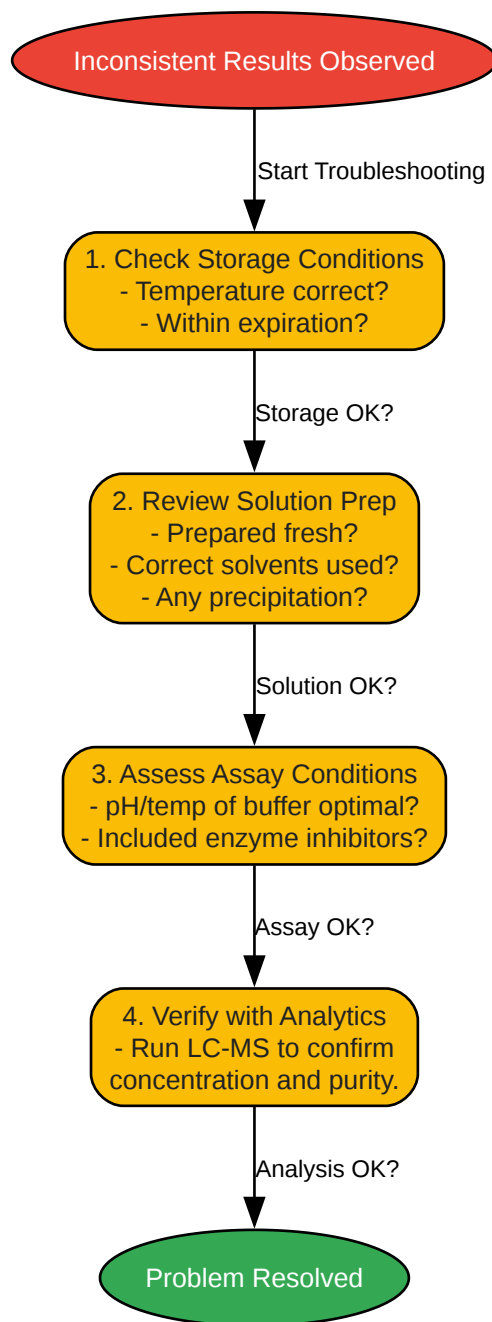 Inconsistent Results Observed
Start Troubleshooting
1. Check Storage Conditions
- Temperature correct?
- Within expiration?
Storage OK?
2. Review Solution Prep
- Prepared fresh?
- Correct solvents used?
- Any precipitation?
Solution OK?
3. Assess Assay Conditions
- pH/temp of buffer optimal?
- Included enzyme inhibitors?
Assay OK?
4. Verify with Analytics
- Run LC-MS to confirm
concentration and purity.
Analysis OK?
Problem Resolved